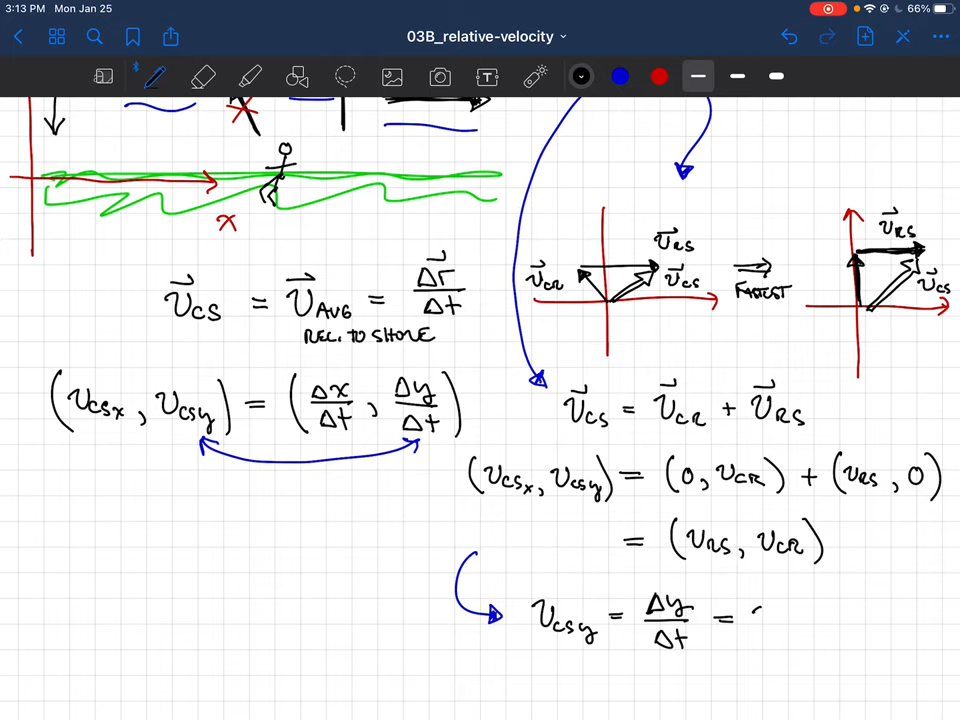 3:13 PM Mon Jan 25
66%
03B_relative-velocity
T
x
v⃗CS = v⃗AVG = Δr⃗/Δt
REL. TO SHORE
(vCSx, vCSy) = (Δx/Δt, Δy/Δt)
v⃗CR
v⃗RS
v⃗CS
⇒
FASTEST
v⃗RS
v⃗CS
v⃗CS = v⃗CR + v⃗RS
(vCSx, vCSy) = (0, vCR) + (vRS, 0)
= (vRS, vCR)
vCSy = Δy/Δt =